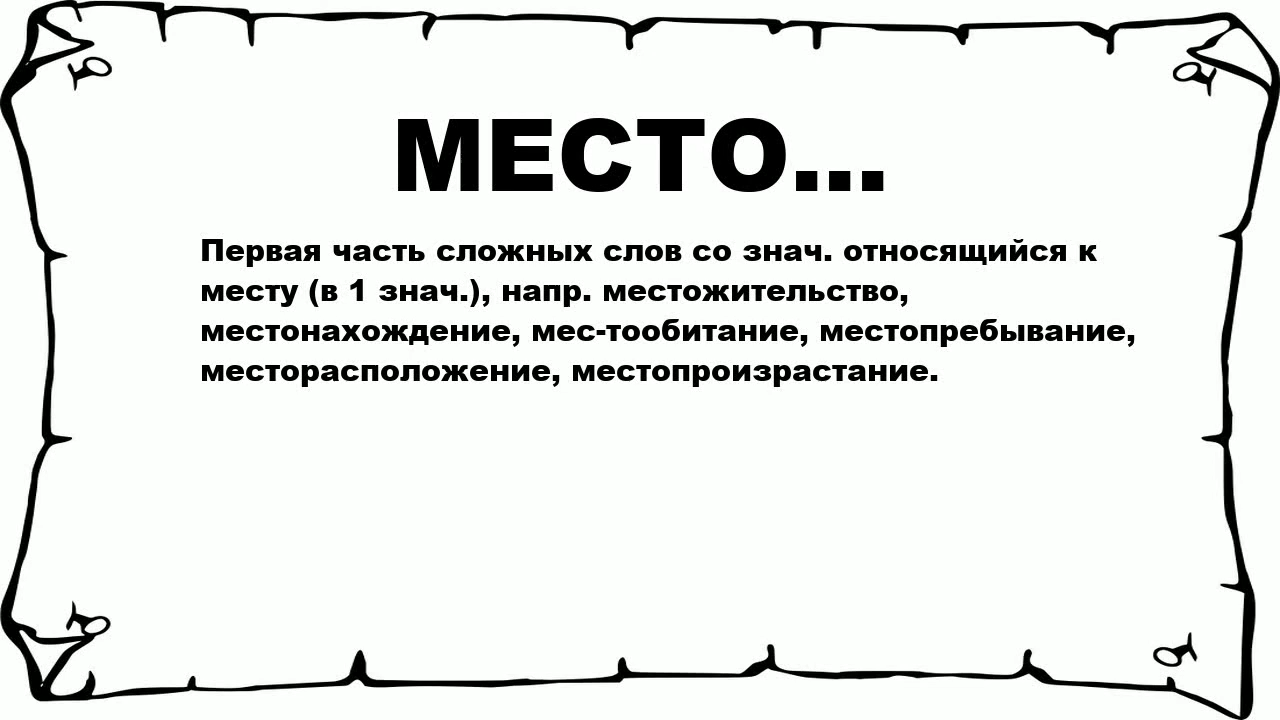 МЕСТО...
Первая часть сложных слов со знач. относящийся к
месту (в 1 знач.), напр. местожительство,
местонахождение, мес-тообитание, местопребывание,
месторасположение, местопроизрастание.